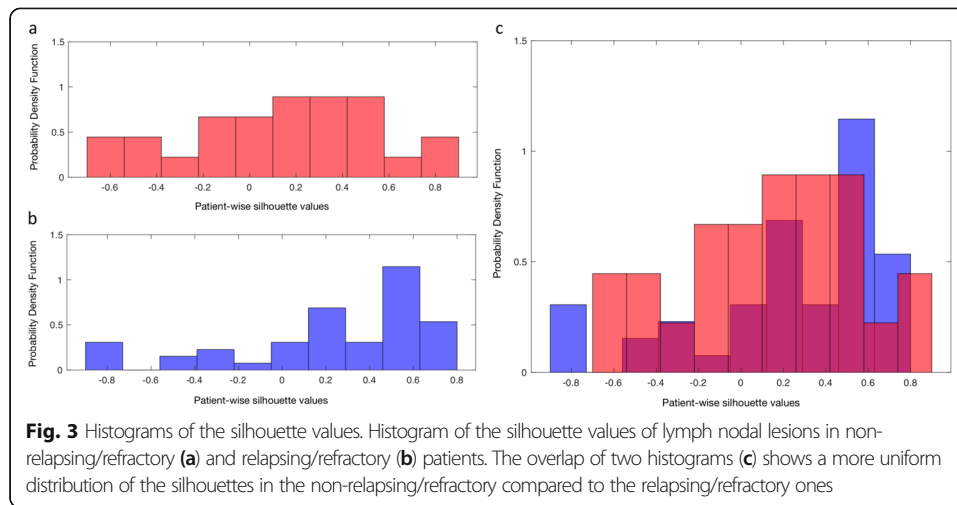 a
1.5
1
0.5
0
Probability Density Function
-0.6 -0.4 -0.2 0 0.2 0.4 0.6 0.8
Patient-wise silhouette values
b
1.5
1
0.5
0
Probability Density Function
-0.8 -0.6 -0.4 -0.2 0 0.2 0.4 0.6 0.8
Patient-wise silhouette values
c
1.5
1
0.5
0
Probability Density Function
-0.8 -0.6 -0.4 -0.2 0 0.2 0.4 0.6 0.8
Patient-wise silhouette values
Fig. 3 Histograms of the silhouette values. Histogram of the silhouette values of lymph nodal lesions in non-
relapsing/refractory (a) and relapsing/refractory (b) patients. The overlap of two histograms (c) shows a more uniform
distribution of the silhouettes in the non-relapsing/refractory compared to the relapsing/refractory ones